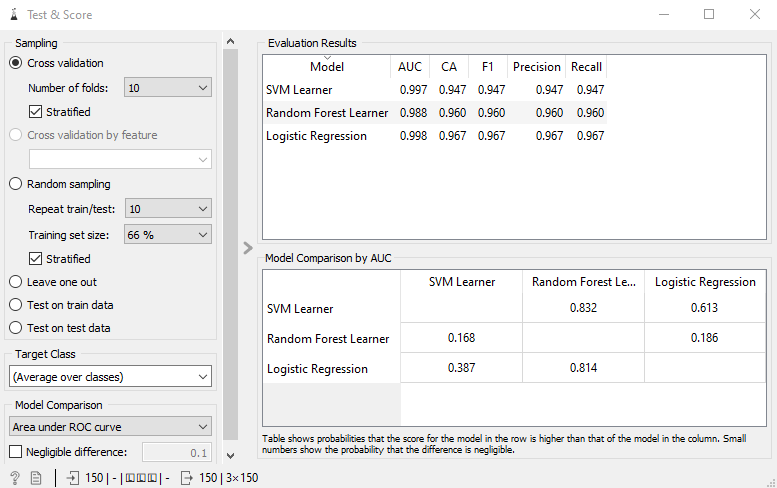 Test & Score
Sampling
Cross validation
Number of folds: 10
Stratified
Cross validation by feature
Random sampling
Repeat train/test: 10
Training set size: 66 %
Stratified
Leave one out
Test on train data
Test on test data
Target Class
(Average over classes)
Model Comparison
Area under ROC curve
Negligible difference: 0.1
Evaluation Results
Model AUC CA F1 Precision Recall
SVM Learner 0.997 0.947 0.947 0.947 0.947
Random Forest Learner 0.988 0.960 0.960 0.960 0.960
Logistic Regression 0.998 0.967 0.967 0.967 0.967
Model Comparison by AUC
SVM Learner Random Forest Le... Logistic Regression
SVM Learner 0.832 0.613
Random Forest Learner 0.168 0.186
Logistic Regression 0.387 0.814
Table shows probabilities that the score for the model in the row is higher than that of the model in the column. Small
numbers show the probability that the difference is negligible.
150 | - | | - 150 | 3×150